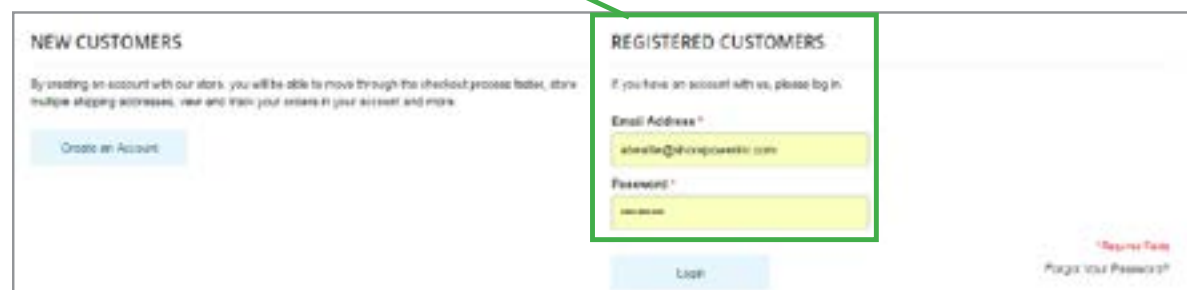 NEW CUSTOMERS
By creating an account with our store, you will be able to move through the checkout process faster, store
multiple shipping addresses, view and track your orders in your account and more.
Create an Account
REGISTERED CUSTOMERS
If you have an account with us, please log in.
Email Address *
Password *
Login
* Required Fields
Forgot Your Password?